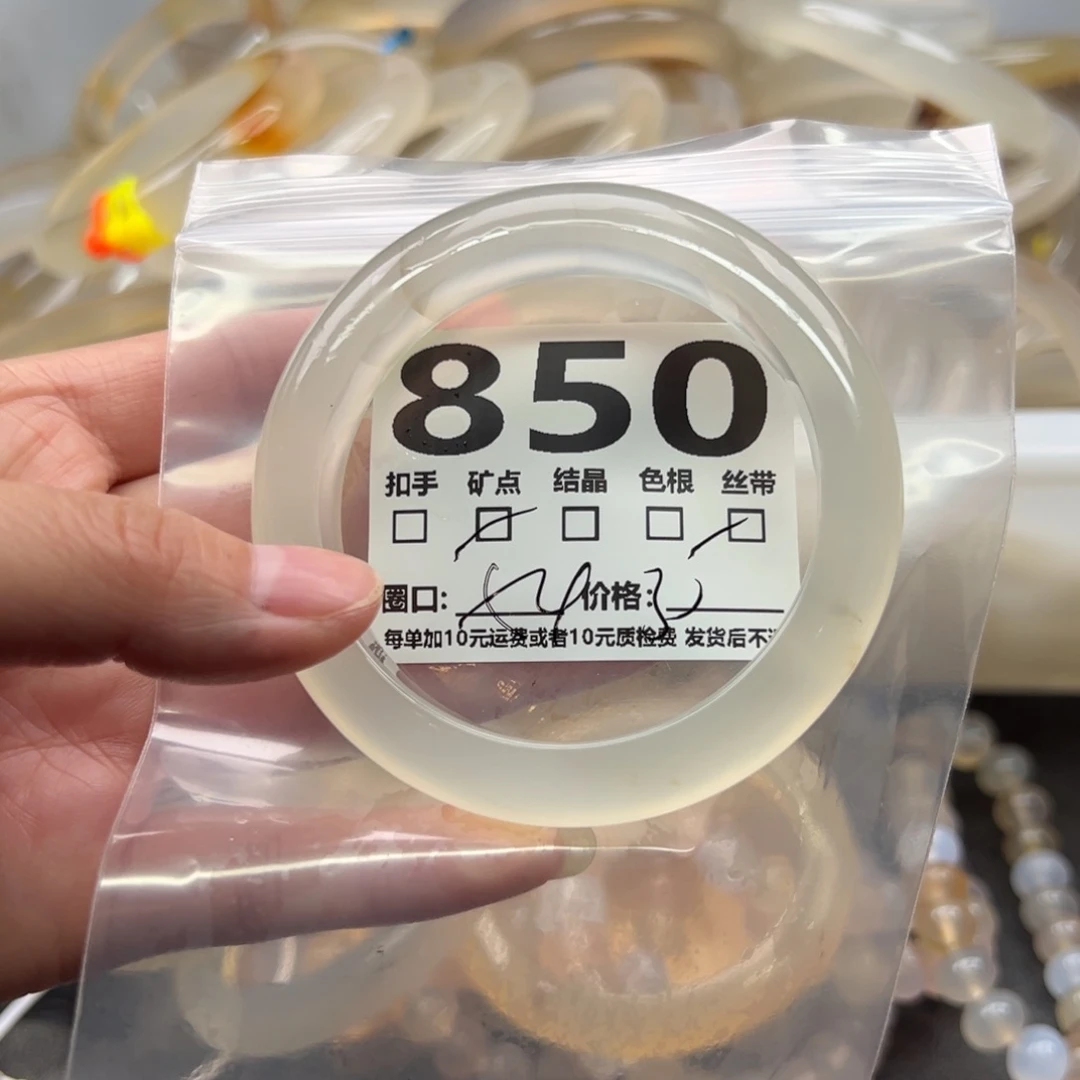 850
扣手 矿点 结晶 色根 丝带
圈口: 价格:
每单加10元运费或者10元质检费 发货后不